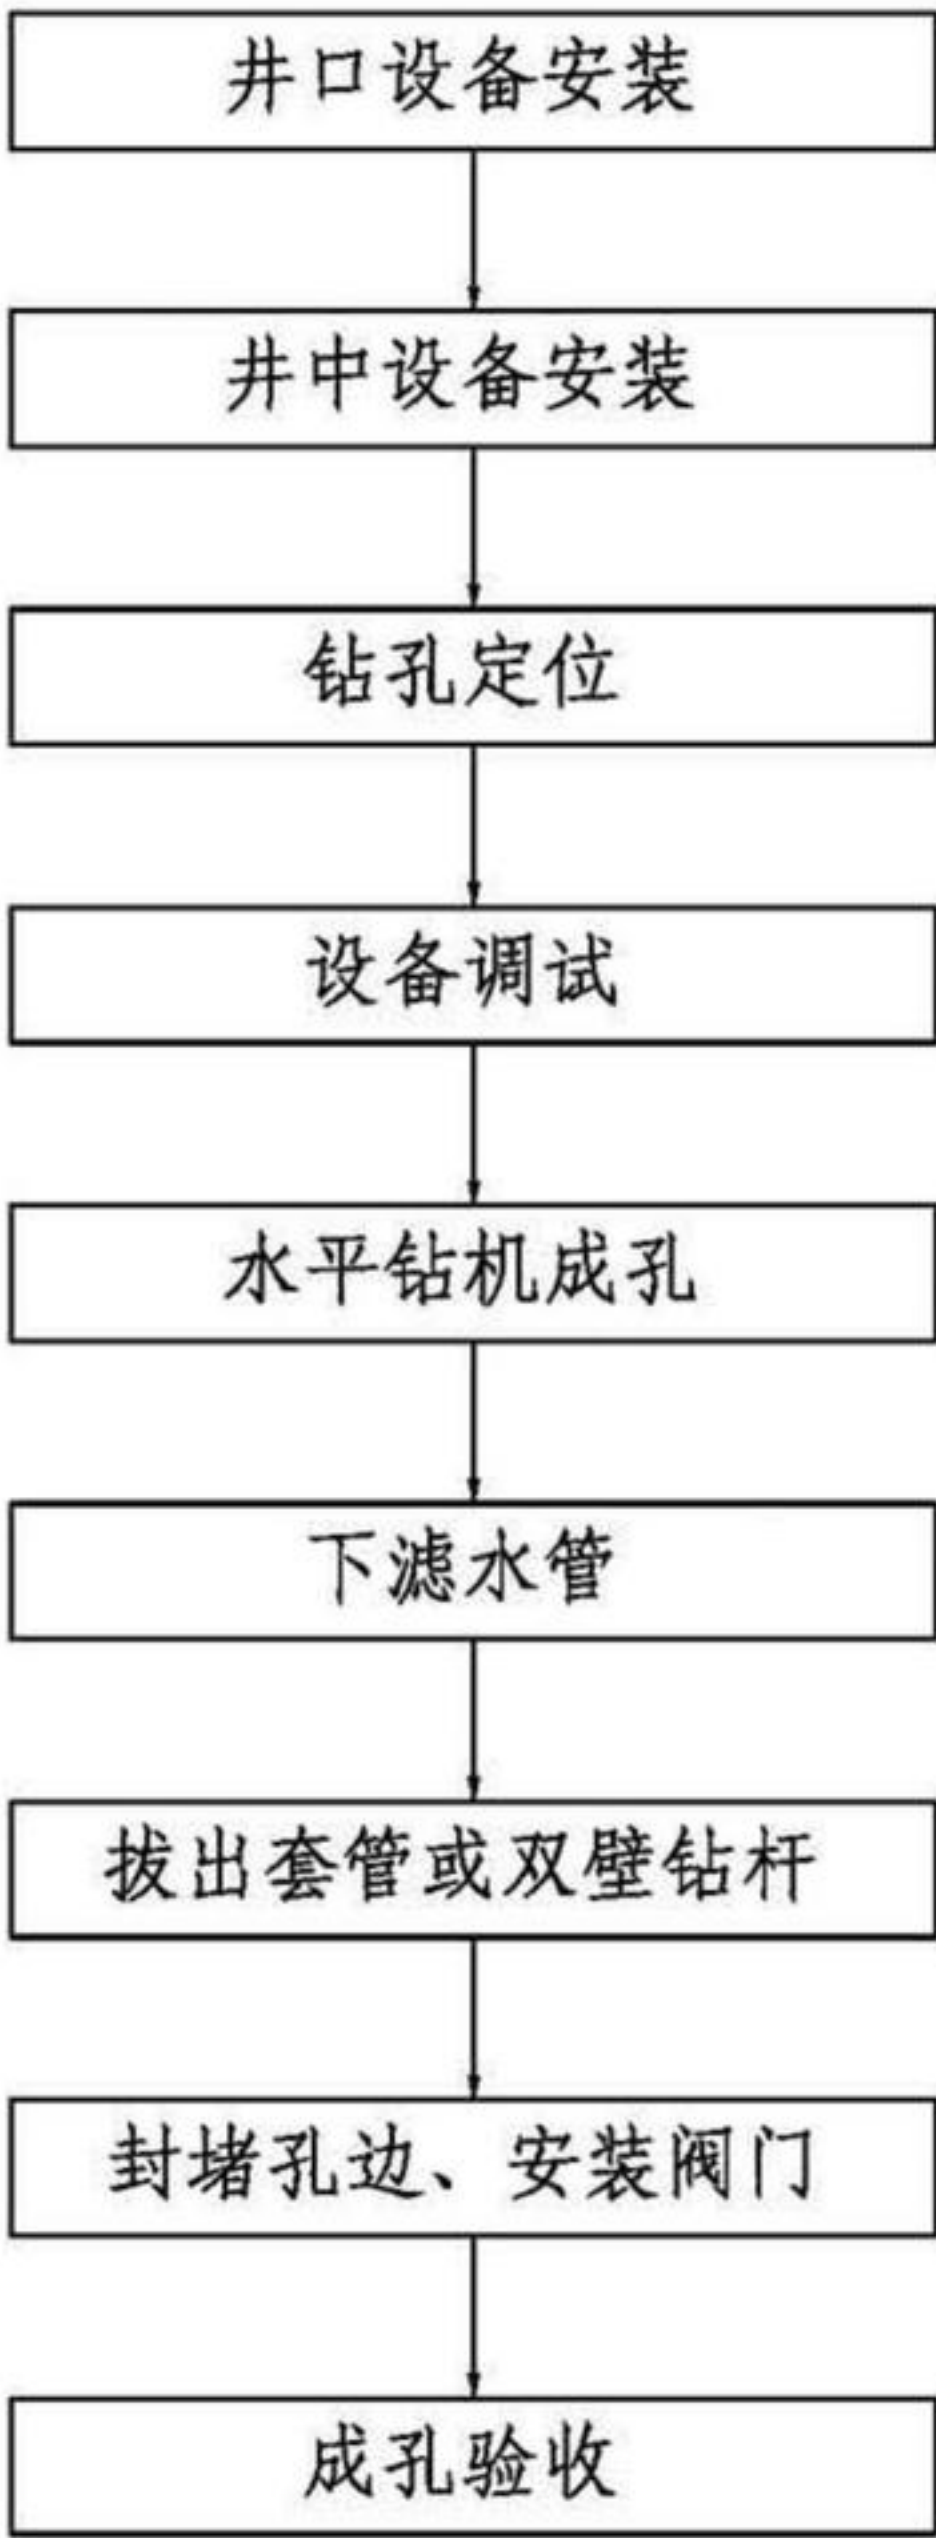 井口设备安装
井中设备安装
钻孔定位
设备调试
水平钻机成孔
下滤水管
拔出套管或双壁钻杆
封堵孔边、安装阀门
成孔验收